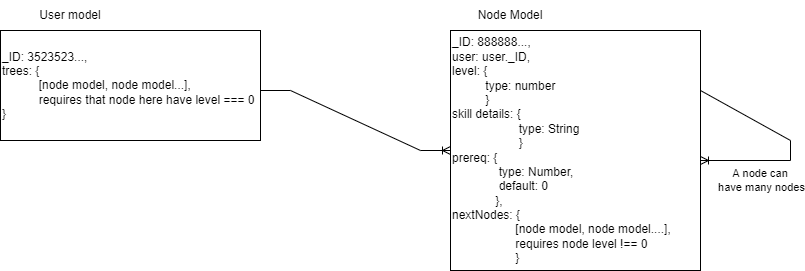 User model
_ID: 3523523...,
trees: {
[node model, node model...],
requires that node here have level === 0
}
Node Model
_ID: 888888...,
user: user._ID,
level: {
type: number
}
skill details: {
type: String
}
prereq: {
type: Number,
default: 0
},
nextNodes: {
[node model, node model....],
requires node level !== 0
}
A node can
have many nodes